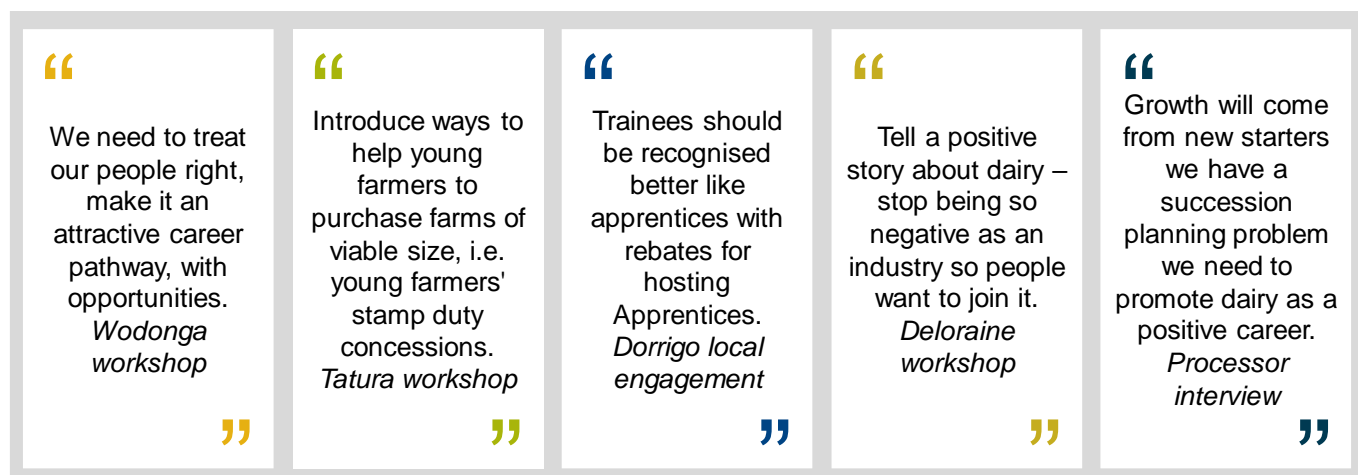 “
We need to treat
our people right,
make it an
attractive career
pathway, with
opportunities.
Wodonga
workshop
”
“
Introduce ways to
help young
farmers to
purchase farms of
viable size, i.e.
young farmers'
stamp duty
concessions.
Tatura workshop
”
“
Trainees should
be recognised
better like
apprentices with
rebates for
hosting
Apprentices.
Dorrigo local
engagement
”
“
Tell a positive
story about dairy –
stop being so
negative as an
industry so people
want to join it.
Deloraine
workshop
”
“
Growth will come
from new starters
we have a
succession
planning problem
we need to
promote dairy as a
positive career.
Processor
interview
”